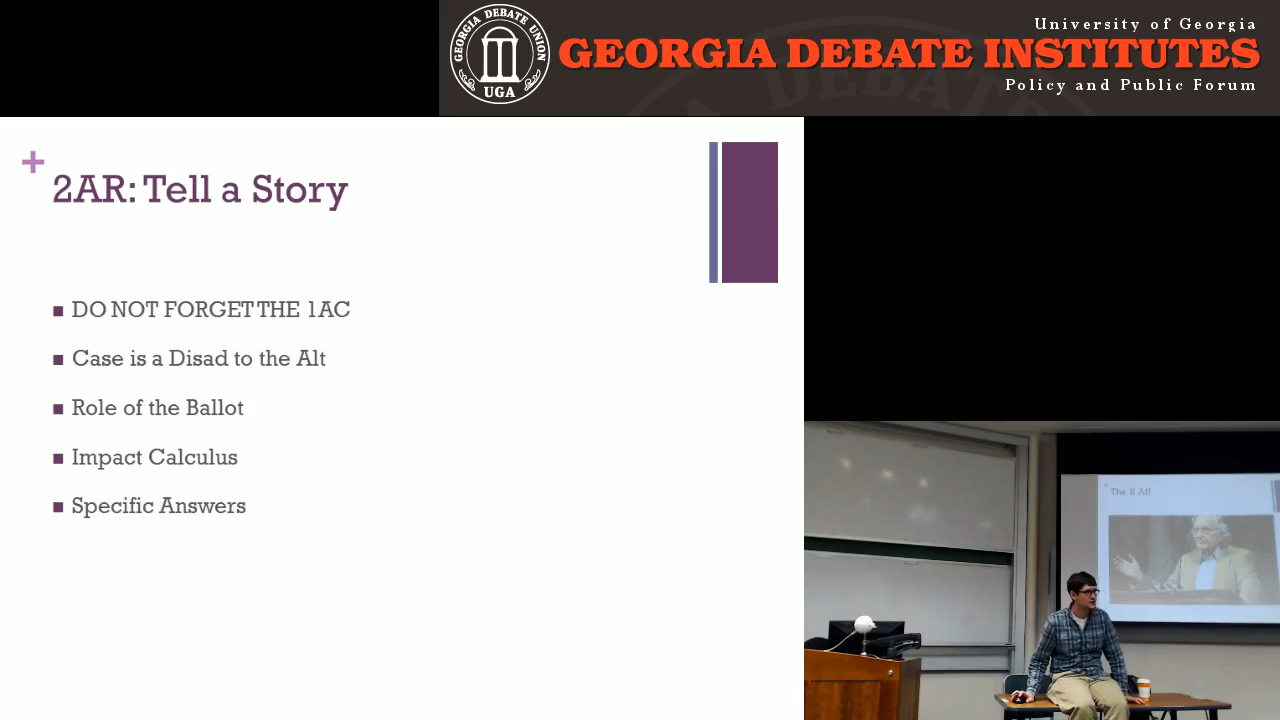 GEORGIA DEBATE UNION
UGA
University of Georgia
GEORGIA DEBATE INSTITUTES
Policy and Public Forum
+
2AR: Tell a Story
DO NOT FORGET THE 1AC
Case is a Disad to the Alt
Role of the Ballot
Impact Calculus
Specific Answers
+ The K Aff